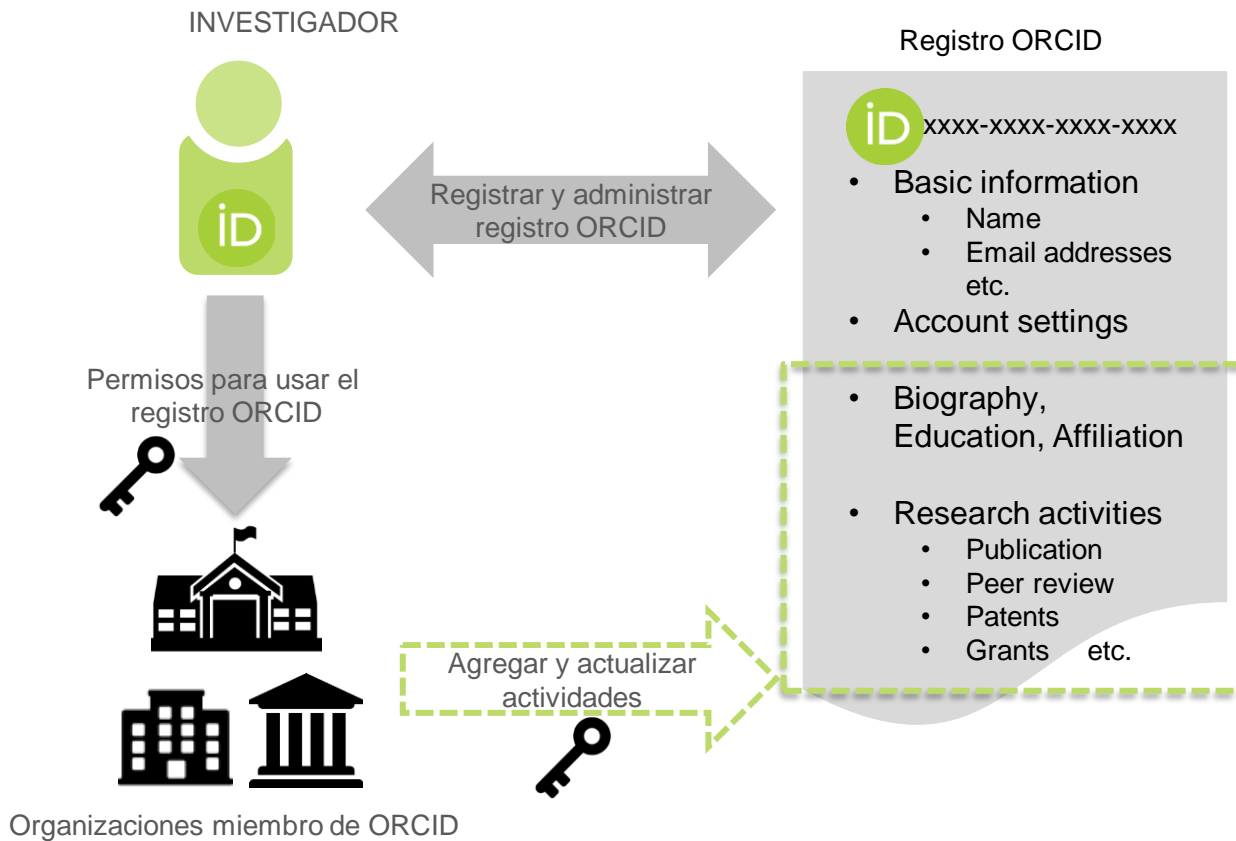 INVESTIGADOR
Registro ORCID
iD xxxx-xxxx-xxxx-xxxx
• Basic information
• Name
• Email addresses
etc.
• Account settings
• Biography,
Education, Affiliation
• Research activities
• Publication
• Peer review
• Patents
• Grants etc.
iD
Registrar y administrar
registro ORCID
Permisos para usar el
registro ORCID
Agregar y actualizar
actividades
Organizaciones miembro de ORCID